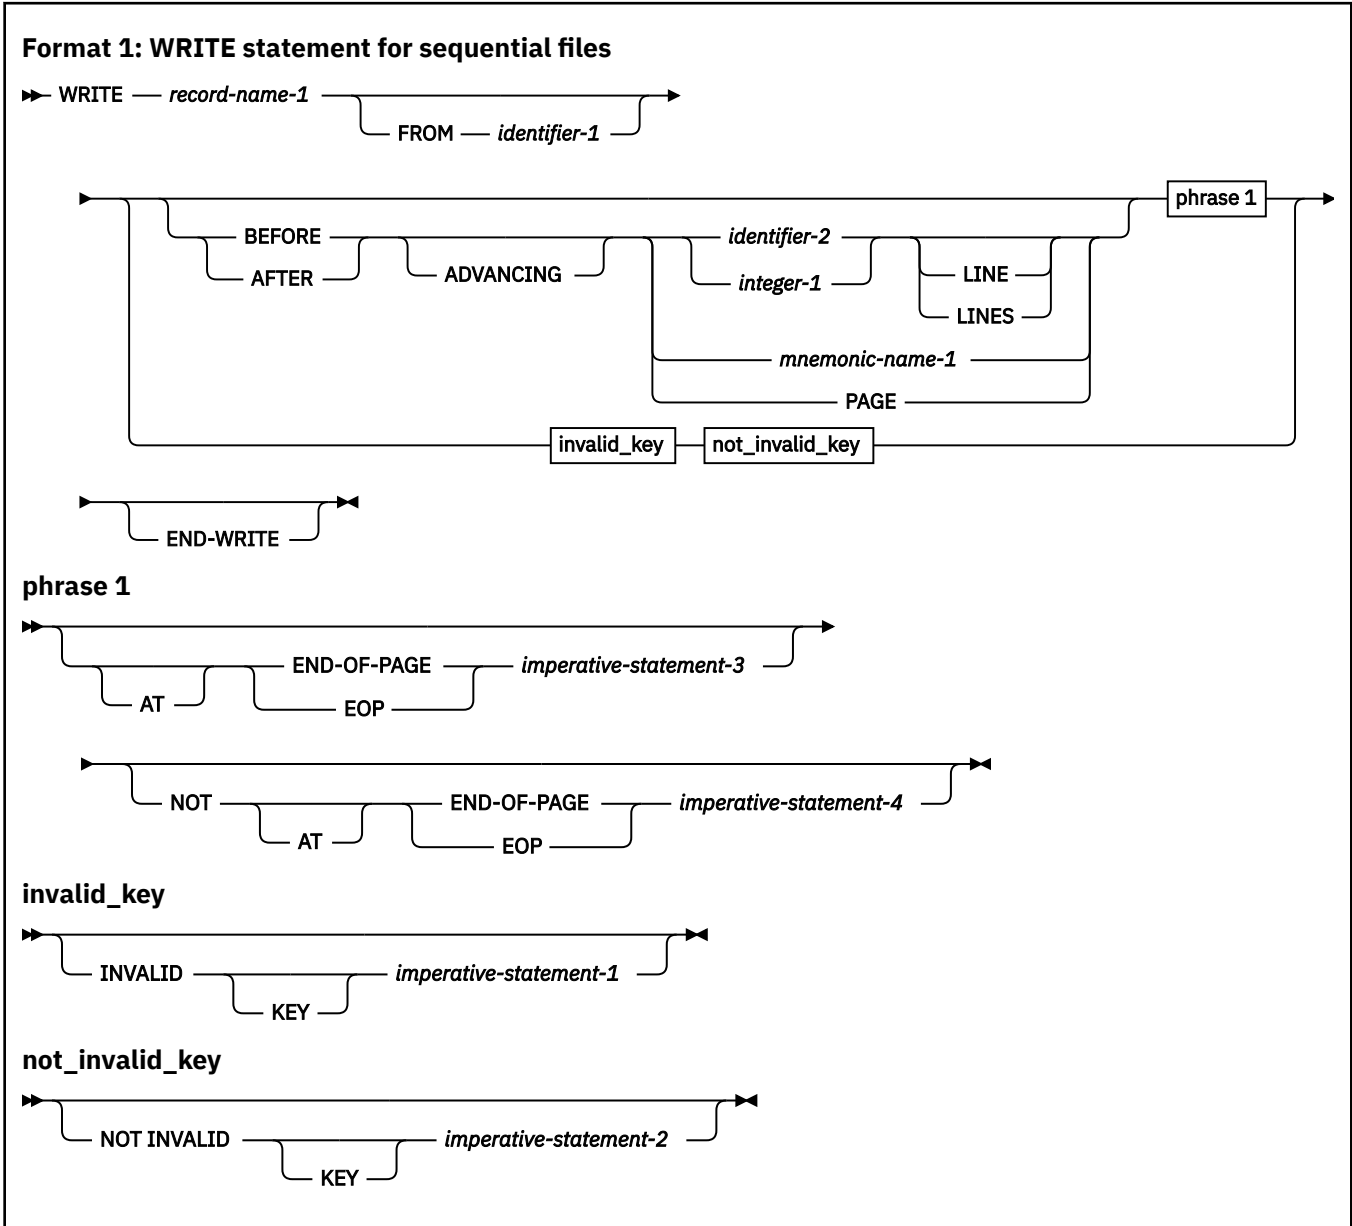 Format 1: WRITE statement for sequential files
WRITE record-name-1
FROM identifier-1
phrase 1
BEFORE identifier-2
AFTER ADVANCING integer-1 LINE
LINES
mnemonic-name-1
PAGE
invalid_key not_invalid_key
END-WRITE
phrase 1
END-OF-PAGE imperative-statement-3
AT EOP
NOT END-OF-PAGE imperative-statement-4
AT EOP
invalid_key
INVALID imperative-statement-1
KEY
not_invalid_key
NOT INVALID imperative-statement-2
KEY